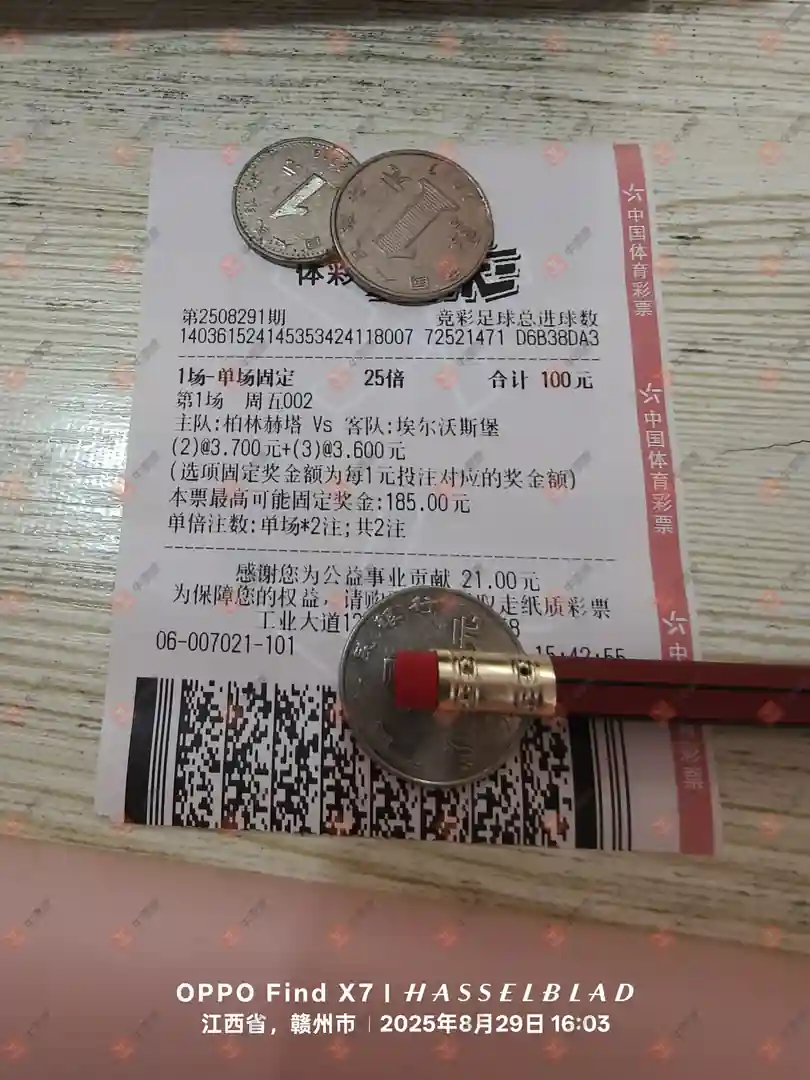 体彩
第2508291期 竞彩足球总进球数
140361524145353424118007 72521471 D6B38DA3
1场-单场固定 25倍 合计 100元
第1场 周五002
主队:柏林赫塔 Vs 客队:埃尔沃斯堡
(2)@3.700元+(3)@3.600元
(选项固定奖金额为每1元投注对应的奖金额)
本票最高可能固定奖金:185.00元
单倍注数:单场*2注;共2注
感谢您为公益事业贡献 21.00元
为保障您的权益,请 取走纸质彩票
工业大道12
06-007021-101 15:42:55
中国体育彩票
中国体育彩票
中
OPPO Find X7 | HASSELBLAD
江西省，赣州市 | 2025年8月29日 16:03